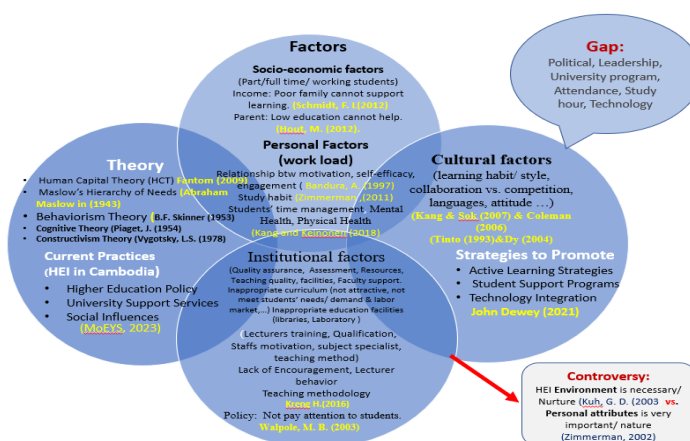 Factors
Socio-economic factors
(Part/full time/ working students)
Income: Poor family cannot support
learning. (Schmidt, F. L(2012)
Parent: Low education cannot help.
(Hout, M. (2012).
Personal Factors
(work load)
Relationship btw motivation, self-efficacy,
engagement ( Bandura, A. (1997)
Study habit (Zimmerman ,(2011)
Students' time management Mental
Health, Physical Health
(Kang and Keinonen (2018)
Gap:
Political, Leadership,
University program,
Attendance, Study
hour, Technology
Theory
• Human Capital Theory (HCT) Fantom (2009)
• Maslow's Hierarchy of Needs (Abraham
Maslow in (1943)
• Behaviorism Theory (B.F. Skinner (1953)
• Cognitive Theory (Piaget, J. (1954)
• Constructivism Theory (Vygotsky, L.S. (1978)
Current Practices
(HEI in Cambodia)
• Higher Education Policy
• University Support Services
• Social Influences
(MoEYS, 2023)
Cultural factors
(learning habit/ style,
collaboration vs. competition,
languages, attitude …)
(Kang & Sok (2007) & Coleman
(2006)
(Tinto (1993)&Dy (2004)
Strategies to Promote
• Active Learning Strategies
• Student Support Programs
• Technology Integration
John Dewey (2021)
Institutional factors
(Quality assurance, Assessment, Resources,
Teaching quality, facilities, Faculty support.
Inappropriate curriculum (not attractive, not
meet students' needs/ demand & labor
market,…) Inappropriate education facilities
(libraries, Laboratory )
(Lecturers training, Qualification,
Staffs motivation, subject specialist,
teaching method)
Lack of Encouragement, Lecturer
behavior
Teaching methodology
Kreng H.(2016)
Policy: Not pay attention to students.
Walpole, M. B. (2003)
Controversy:
HEI Environment is necessary/
Nurture (Kuh, G. D. (2003 vs.
Personal attributes is very
important/ nature
(Zimmerman, 2002)